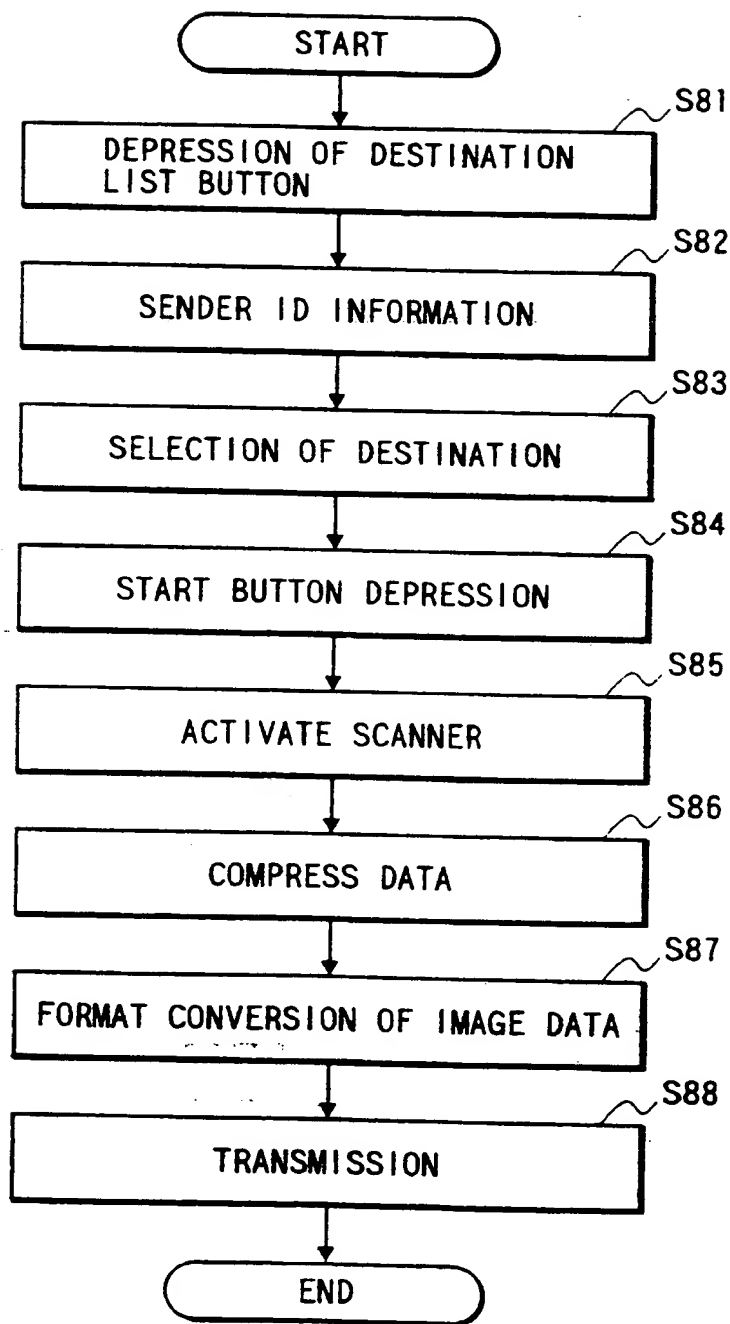 START
S81
DEPRESSION OF DESTINATION
LIST BUTTON
S82
SENDER ID INFORMATION
S83
SELECTION OF DESTINATION
S84
START BUTTON DEPRESSION
S85
ACTIVATE SCANNER
S86
COMPRESS DATA
S87
FORMAT CONVERSION OF IMAGE DATA
S88
TRANSMISSION
END